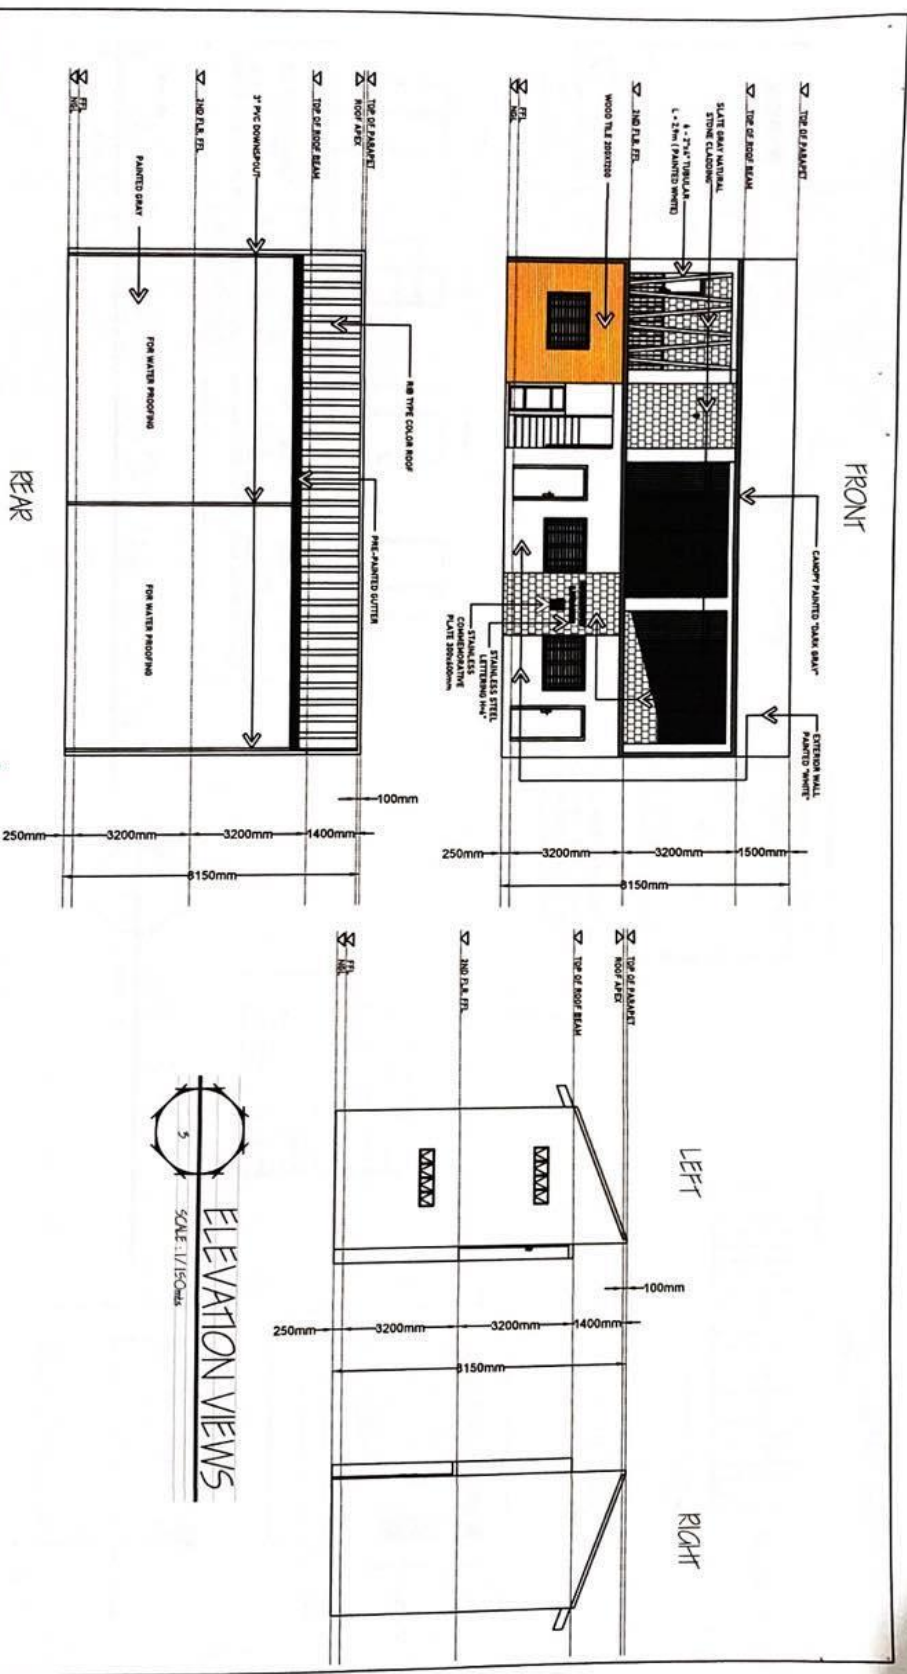 FRONT
TOP OF PARAPET
TOP OF ROOF BEAM
SLATE GRAY NATURAL
STONE CLADDING
L = 2.9m ( PAINTED WHITE)
2ND FLR. FFL
WOOD TILE 200X1200
FFL
NGL
CANOPY PAINTED "DARK GRAY"
EXTERIOR WALL
PAINTED "WHITE"
STAINLESS STEEL
LETTERING H=6"
STAINLESS
COMMEMORATIVE
PLATE 300x600mm
1500mm
3200mm
3200mm
250mm
8150mm
REAR
TOP OF PARAPET
ROOF APEX
TOP OF ROOF BEAM
3" PVC DOWNSPOUT
2ND FLR. FFL
PAINTED GRAY
FFL
NGL
RIB TYPE COLOR ROOF
PRE-PAINTED GUTTER
FOR WATER PROOFING
FOR WATER PROOFING
100mm
1400mm
3200mm
3200mm
250mm
8150mm
LEFT
RIGHT
TOP OF PARAPET
ROOF APEX
TOP OF ROOF BEAM
2ND FLR. FFL
FFL
NGL
100mm
1400mm
3200mm
3200mm
250mm
8150mm
ELEVATION VIEWS
SCALE : 1/150mts